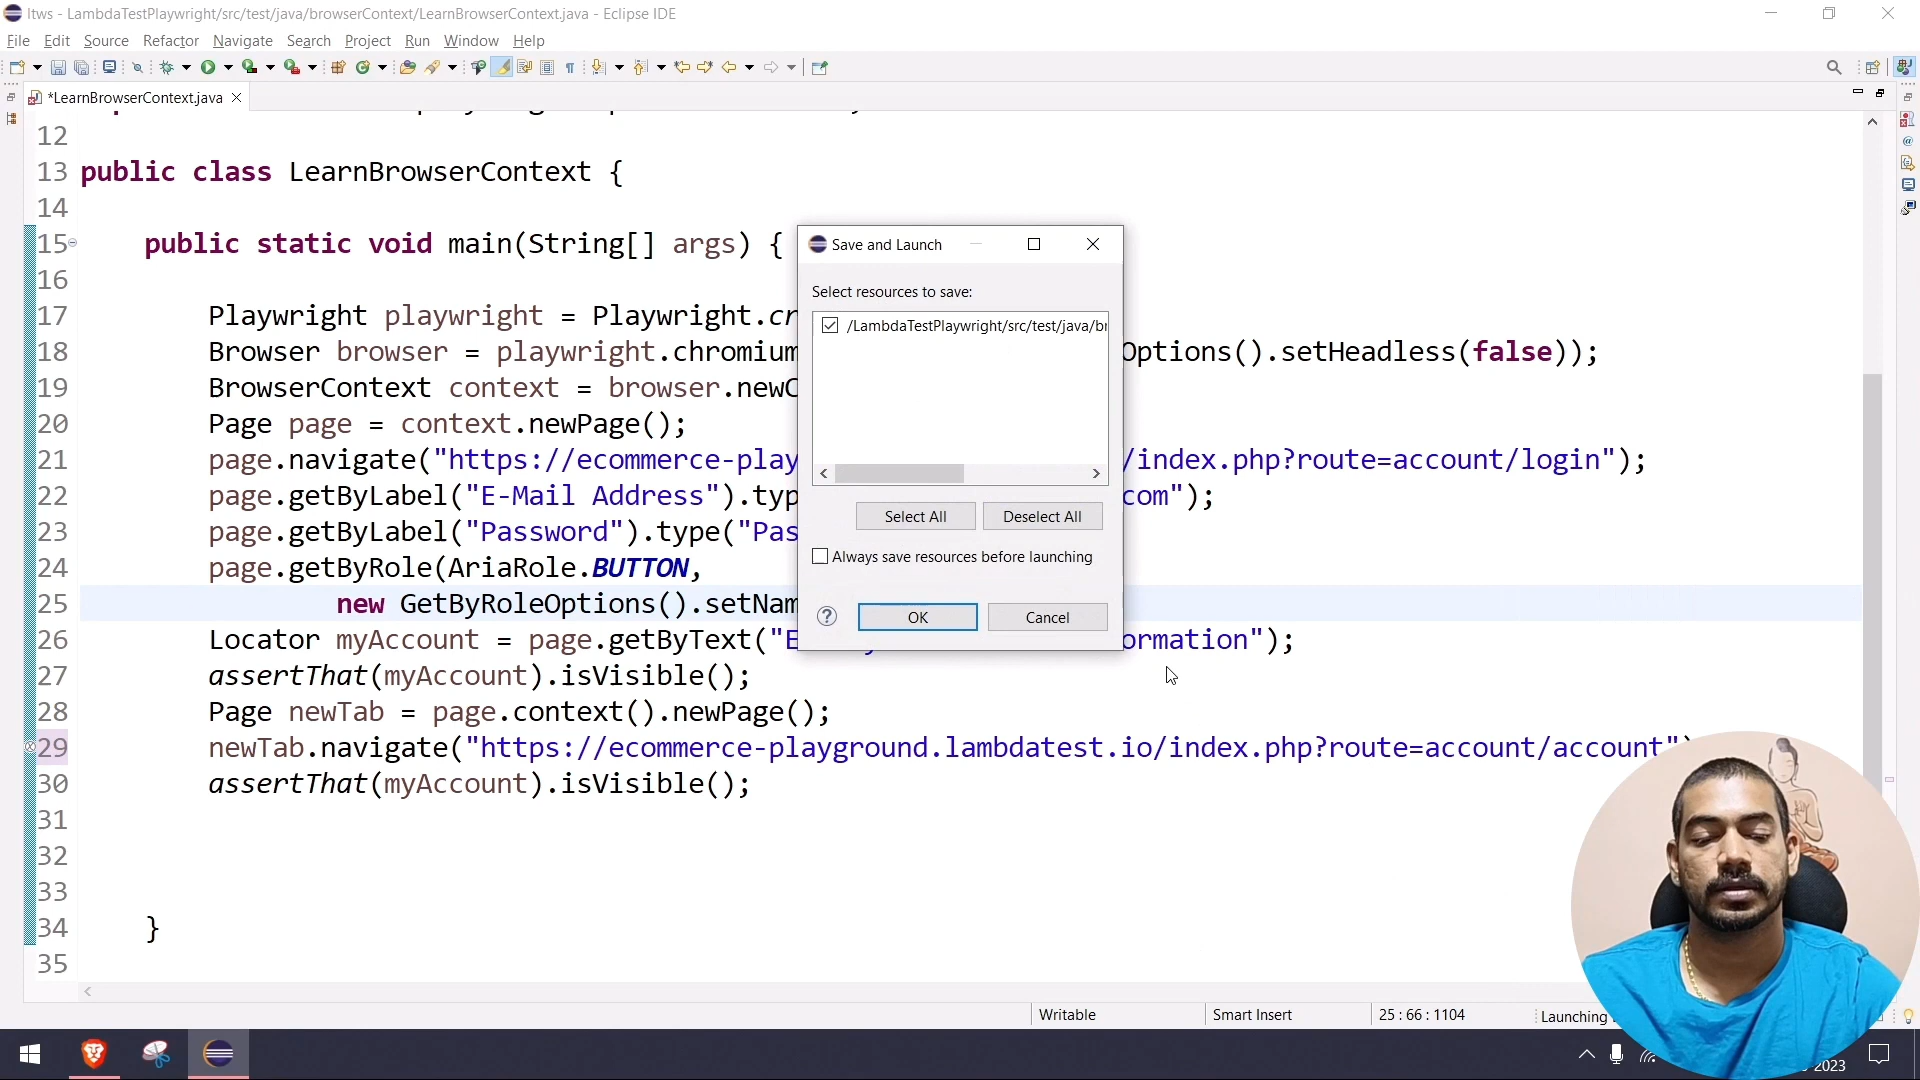 ltws - LambdaTestPlaywright/src/test/java/browserContext/LearnBrowserContext.java - Eclipse IDE
File Edit Source Refactor Navigate Search Project Run Window Help
*LearnBrowserContext.java
12
13 public class LearnBrowserContext {
14
15 public static void main(String[] args) {
16
17 Playwright playwright = Playwright.cr
18 Browser browser = playwright.chromium Options().setHeadless(false));
19 BrowserContext context = browser.newC
20 Page page = context.newPage();
21 page.navigate("https://ecommerce-play /index.php?route=account/login");
22 page.getByLabel("E-Mail Address").typ com");
23 page.getByLabel("Password").type("Pas
24 page.getByRole(AriaRole.BUTTON,
25 new GetByRoleOptions().setNam
26 Locator myAccount = page.getByText("E ormation");
27 assertThat(myAccount).isVisible();
28 Page newTab = page.context().newPage();
29 newTab.navigate("https://ecommerce-playground.lambdatest.io/index.php?route=account/account")
30 assertThat(myAccount).isVisible();
31
32
33
34 }
35
Save and Launch
Select resources to save:
/LambdaTestPlaywright/src/test/java/br
Select All Deselect All
Always save resources before launching
OK Cancel
Writable Smart Insert 25 : 66 : 1104 Launching
2023